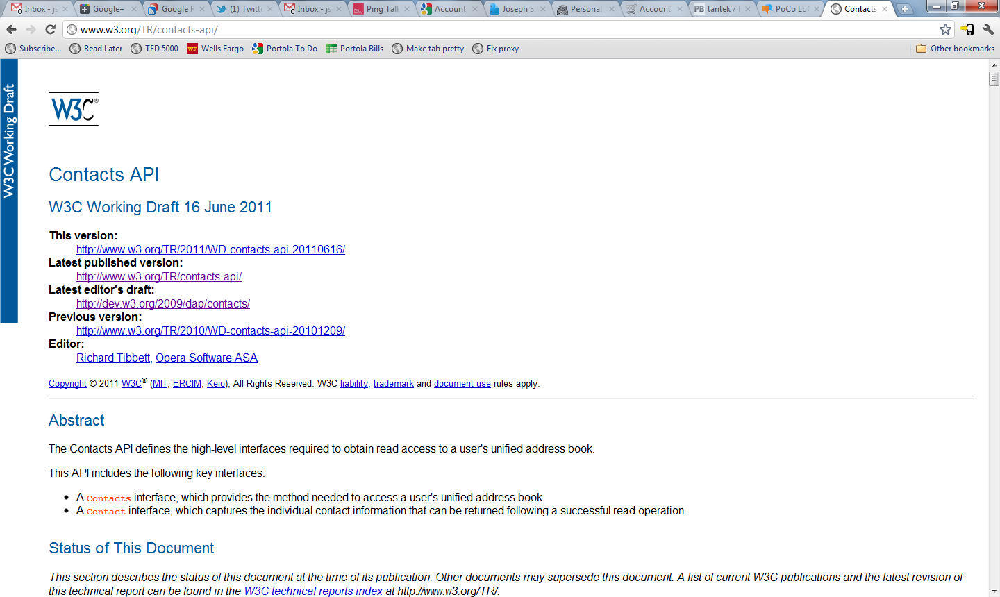 Inbox - js
Google+
Google R
(1) Twitt
Inbox - js
Ping Talk
Account
Joseph S
Personal
Account
tantek / 
PoCo Lo
Contacts
www.w3.org/TR/contacts-api/
Subscribe... Read Later TED 5000 Wells Fargo Portola To Do Portola Bills Make tab pretty Fix proxy Other bookmarks
W3C Working Draft
W3C®
Contacts API
W3C Working Draft 16 June 2011
This version:
http://www.w3.org/TR/2011/WD-contacts-api-20110616/
Latest published version:
http://www.w3.org/TR/contacts-api/
Latest editor's draft:
http://dev.w3.org/2009/dap/contacts/
Previous version:
http://www.w3.org/TR/2010/WD-contacts-api-20101209/
Editor:
Richard Tibbett, Opera Software ASA
Copyright © 2011 W3C® (MIT, ERCIM, Keio), All Rights Reserved. W3C liability, trademark and document use rules apply.
Abstract
The Contacts API defines the high-level interfaces required to obtain read access to a user's unified address book.
This API includes the following key interfaces:
• A Contacts interface, which provides the method needed to access a user's unified address book.
• A Contact interface, which captures the individual contact information that can be returned following a successful read operation.
Status of This Document
This section describes the status of this document at the time of its publication. Other documents may supersede this document. A list of current W3C publications and the latest revision of
this technical report can be found in the W3C technical reports index at http://www.w3.org/TR/.